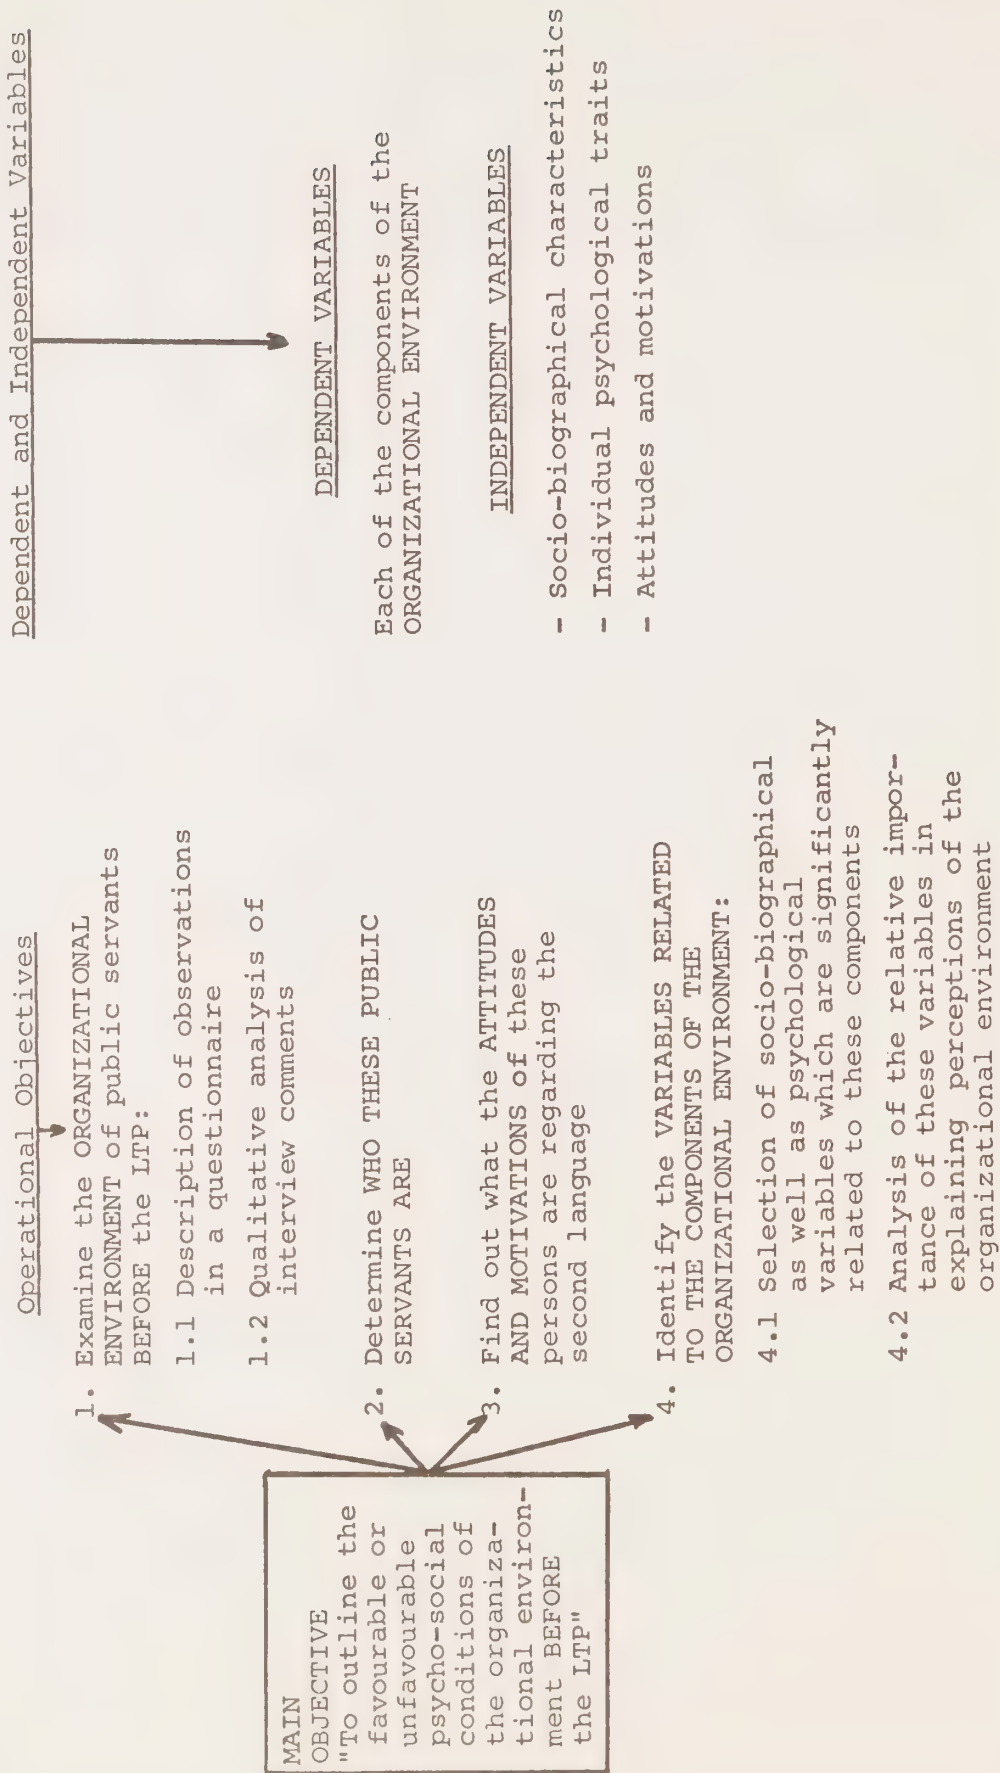 MAIN
OBJECTIVE
"To outline the
favourable or
unfavourable
psycho-social
conditions of
the organiza-
tional environ-
ment BEFORE
the LTP"
Operational Objectives
1. Examine the ORGANIZATIONAL
ENVIRONMENT of public servants
BEFORE the LTP:
1.1 Description of observations
in a questionnaire
1.2 Qualitative analysis of
interview comments
2. Determine WHO THESE PUBLIC
SERVANTS ARE
3. Find out what the ATTITUDES
AND MOTIVATIONS of these
persons are regarding the
second language
4. Identify the VARIABLES RELATED
TO THE COMPONENTS OF THE
ORGANIZATIONAL ENVIRONMENT:
4.1 Selection of socio-biographical
as well as psychological
variables which are significantly
related to these components
4.2 Analysis of the relative impor-
tance of these variables in
explaining perceptions of the
organizational environment
Dependent and Independent Variables
DEPENDENT VARIABLES
Each of the components of the
ORGANIZATIONAL ENVIRONMENT
INDEPENDENT VARIABLES
- Socio-biographical characteristics
- Individual psychological traits
- Attitudes and motivations